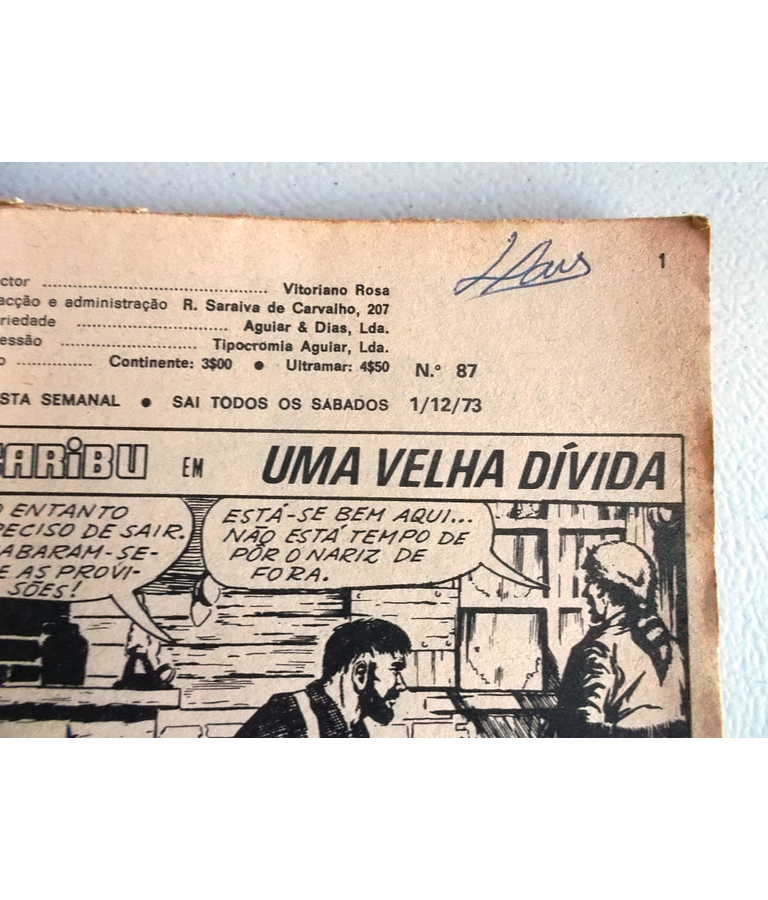 1
ctor ........ Vitoriano Rosa
acção e administração R. Saraiva de Carvalho, 207
riedade ........ Aguiar & Dias, Lda.
essão ........ Tipocromia Aguiar, Lda.
o ........ Continente: 3$00 ● Ultramar: 4$50 N.º 87
STA SEMANAL ● SAI TODOS OS SABADOS 1/12/73
CARIBU EM UMA VELHA DÍVIDA
O ENTANTO
RECISO DE SAIR.
ABARAM-SE-
E AS PROVI-
SÕES!
ESTÁ-SE BEM AQUI...
NÃO ESTÁ TEMPO DE
PÔR O NARIZ DE
FORA.